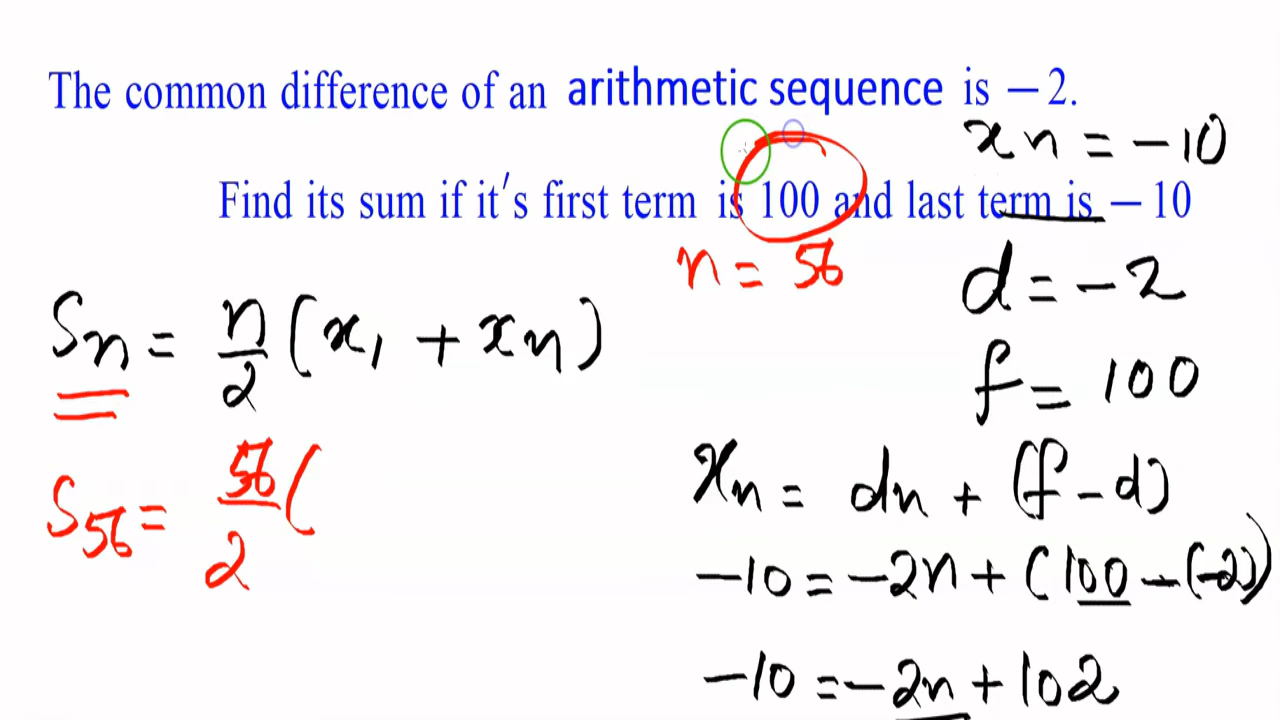 The common difference of an arithmetic sequence is −2.
xn = −10
Find its sum if it's first term is 100 and last term is −10
n = 56
d = −2
Sn = n/2 (x1 + xn)
f = 100
xn = dn + (f − d)
S56 = 56/2 (
−10 = −2n + (100 − (−2))
−10 = −2n + 102